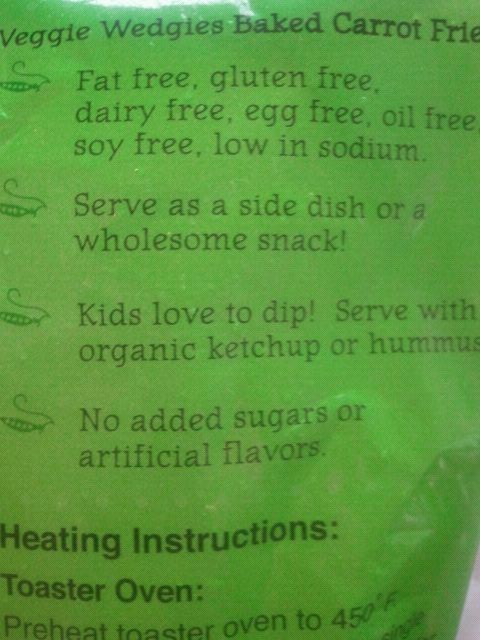 Veggie Wedgies Baked Carrot Frie
Fat free, gluten free,
dairy free, egg free, oil free,
soy free, low in sodium.
Serve as a side dish or a
wholesome snack!
Kids love to dip! Serve with
organic ketchup or hummus
No added sugars or
artificial flavors.
Heating Instructions:
Toaster Oven:
Preheat toaster oven to 450°F.
single